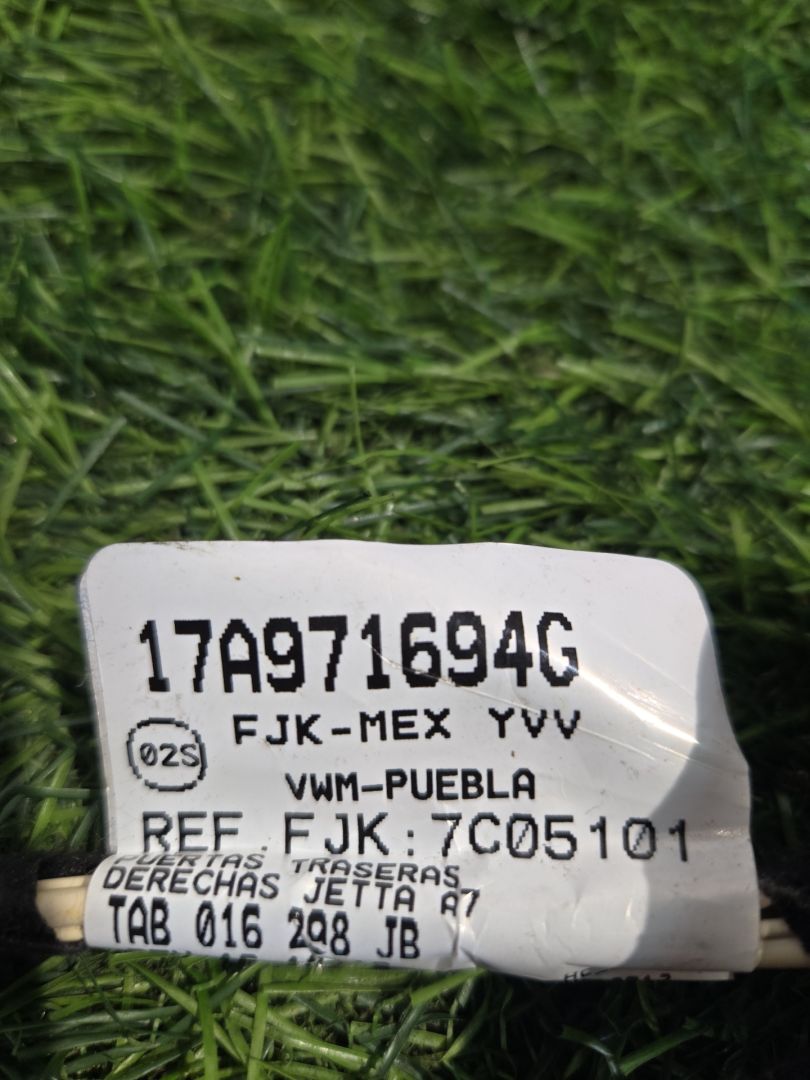 17A971694G
FJK-MEX YVV
02S
VWM-PUEBLA
REF.FJK:7C05101
PUERTAS TRASERAS
DERECHAS JETTA A7
TAB 016 298 JB